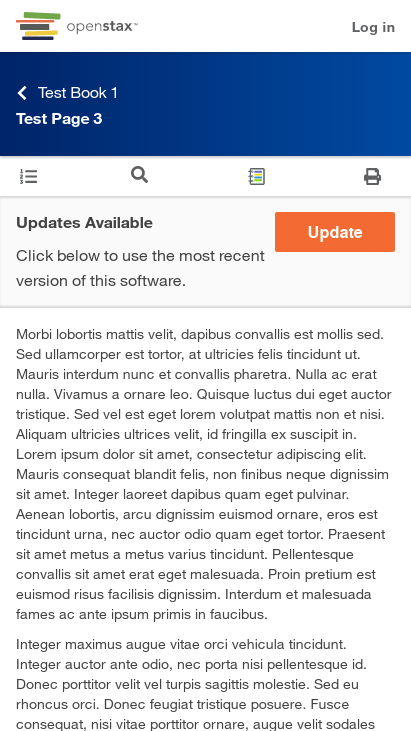 openstax™
Log in
Test Book 1
Test Page 3
Updates Available
Click below to use the most recent
version of this software.
Update
Morbi lobortis mattis velit, dapibus convallis est mollis sed.
Sed ullamcorper est tortor, at ultricies felis tincidunt ut.
Mauris interdum nunc et convallis pharetra. Nulla ac erat
nulla. Vivamus a ornare leo. Quisque luctus dui eget auctor
tristique. Sed vel est eget lorem volutpat mattis non et nisi.
Aliquam ultricies ultrices velit, id fringilla ex suscipit in.
Lorem ipsum dolor sit amet, consectetur adipiscing elit.
Mauris consequat blandit felis, non finibus neque dignissim
sit amet. Integer laoreet dapibus quam eget pulvinar.
Aenean lobortis, arcu dignissim euismod ornare, eros est
tincidunt urna, nec auctor odio quam eget tortor. Praesent
sit amet metus a metus varius tincidunt. Pellentesque
convallis sit amet erat eget malesuada. Proin pretium est
euismod risus facilisis dignissim. Interdum et malesuada
fames ac ante ipsum primis in faucibus.
Integer maximus augue vitae orci vehicula tincidunt.
Integer auctor ante odio, nec porta nisi pellentesque id.
Donec porttitor velit vel turpis sagittis molestie. Sed eu
rhoncus orci. Donec feugiat tristique posuere. Fusce
consequat, nisi vitae porttitor ornare, augue velit sodales